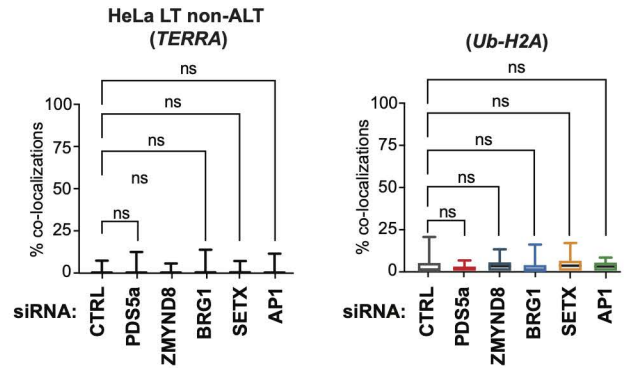 HeLa LT non-ALT
(TERRA)
% co-localizations
100
75
50
25
0
ns
ns
ns
ns
ns
siRNA:
CTRL
PDS5a
ZMYND8
BRG1
SETX
AP1
(Ub-H2A)
% co-localizations
100
75
50
25
0
ns
ns
ns
ns
ns
siRNA:
CTRL
PDS5a
ZMYND8
BRG1
SETX
AP1